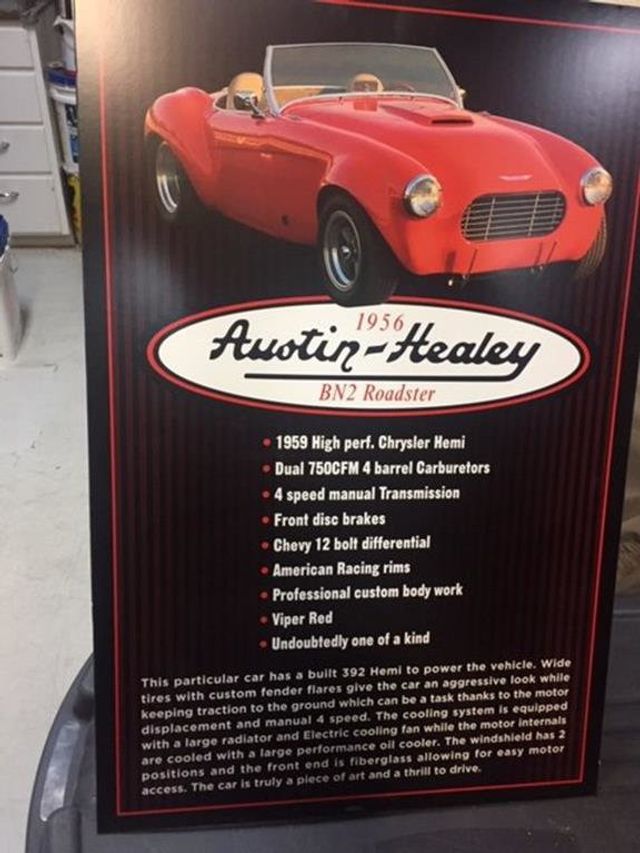 1956
Austin-Healey
BN2 Roadster
• 1959 High perf. Chrysler Hemi
• Dual 750CFM 4 barrel Carburetors
• 4 speed manual Transmission
• Front disc brakes
• Chevy 12 bolt differential
• American Racing rims
• Professional custom body work
• Viper Red
• Undoubtedly one of a kind
This particular car has a built 392 Hemi to power the vehicle. Wide
tires with custom fender flares give the car an aggressive look while
keeping traction to the ground which can be a task thanks to the motor
displacement and manual 4 speed. The cooling system is equipped
with a large radiator and Electric cooling fan while the motor internals
are cooled with a large performance oil cooler. The windshield has 2
positions and the front end is fiberglass allowing for easy motor
access. The car is truly a piece of art and a thrill to drive.